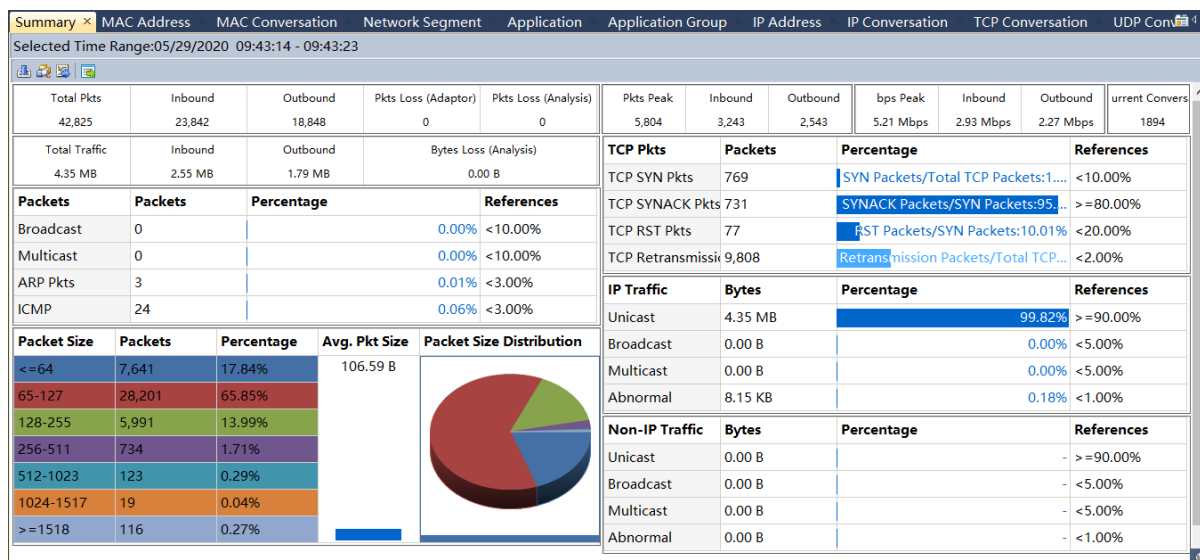 Summary × MAC Address MAC Conversation Network Segment Application Application Group IP Address IP Conversation TCP Conversation UDP Conv
Selected Time Range:05/29/2020 09:43:14 - 09:43:23
Total Pkts Inbound Outbound Pkts Loss (Adaptor) Pkts Loss (Analysis)
42,825 23,842 18,848 0 0
Total Traffic Inbound Outbound Bytes Loss (Analysis)
4.35 MB 2.55 MB 1.79 MB 0.00 B
Packets Packets Percentage References
Broadcast 0 0.00% <10.00%
Multicast 0 0.00% <10.00%
ARP Pkts 3 0.01% <3.00%
ICMP 24 0.06% <3.00%
Packet Size Packets Percentage Avg. Pkt Size Packet Size Distribution
<=64 7,641 17.84% 106.59 B
65-127 28,201 65.85%
128-255 5,991 13.99%
256-511 734 1.71%
512-1023 123 0.29%
1024-1517 19 0.04%
>=1518 116 0.27%
Pkts Peak Inbound Outbound bps Peak Inbound Outbound urrent Convers
5,804 3,243 2,543 5.21 Mbps 2.93 Mbps 2.27 Mbps 1894
TCP Pkts Packets Percentage References
TCP SYN Pkts 769 SYN Packets/Total TCP Packets:1.... <10.00%
TCP SYNACK Pkts 731 SYNACK Packets/SYN Packets:95.... >=80.00%
TCP RST Pkts 77 RST Packets/SYN Packets:10.01% <20.00%
TCP Retransmissic 9,808 Retransmission Packets/Total TCP... <2.00%
IP Traffic Bytes Percentage References
Unicast 4.35 MB 99.82% >=90.00%
Broadcast 0.00 B 0.00% <5.00%
Multicast 0.00 B 0.00% <5.00%
Abnormal 8.15 KB 0.18% <1.00%
Non-IP Traffic Bytes Percentage References
Unicast 0.00 B - >=90.00%
Broadcast 0.00 B - <5.00%
Multicast 0.00 B - <5.00%
Abnormal 0.00 B - <1.00%